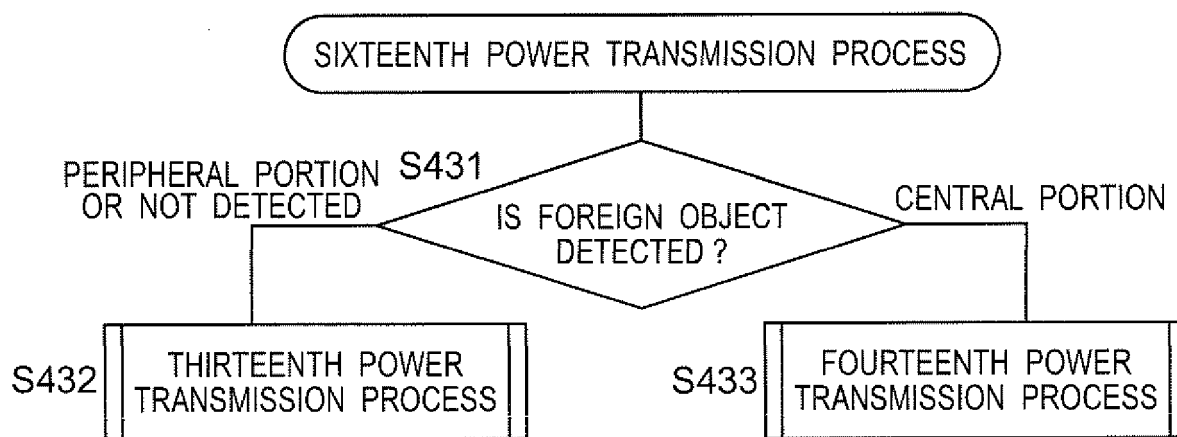 SIXTEENTH POWER TRANSMISSION PROCESS
PERIPHERAL PORTION
OR NOT DETECTED
S431
IS FOREIGN OBJECT
DETECTED ?
CENTRAL PORTION
S432
THIRTEENTH POWER
TRANSMISSION PROCESS
S433
FOURTEENTH POWER
TRANSMISSION PROCESS